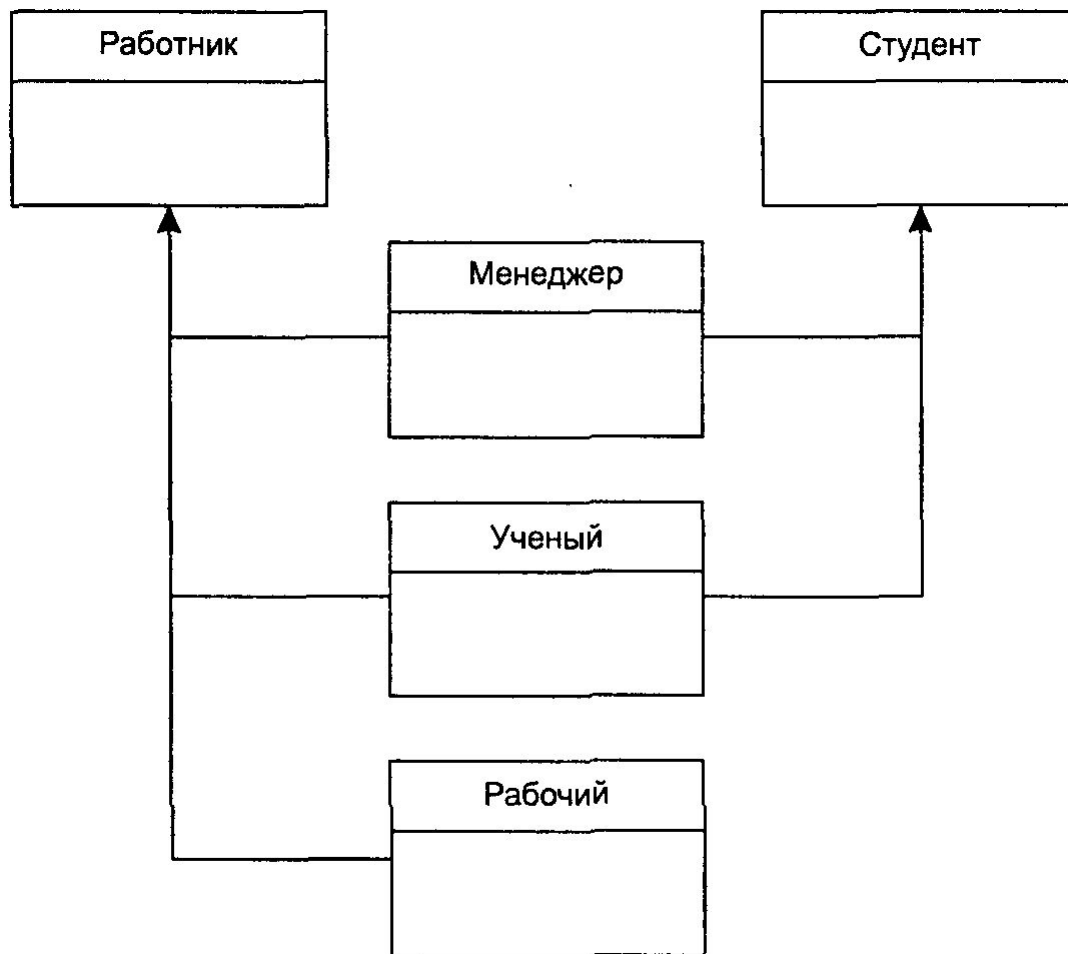 Работник
Студент
Менеджер
Ученый
Рабочий